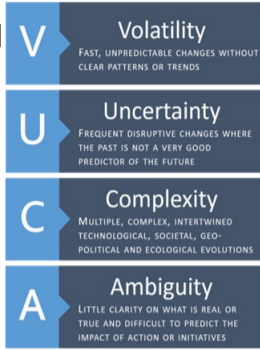 V
Volatility
FAST, UNPREDICTABLE CHANGES WITHOUT
CLEAR PATTERNS OR TRENDS
U
Uncertainty
FREQUENT DISRUPTIVE CHANGES WHERE
THE PAST IS NOT A VERY GOOD
PREDICTOR OF THE FUTURE
C
Complexity
MULTIPLE, COMPLEX, INTERTWINED
TECHNOLOGICAL, SOCIETAL, GEO-
POLITICAL AND ECOLOGICAL EVOLUTIONS
A
Ambiguity
LITTLE CLARITY ON WHAT IS REAL OR
TRUE AND DIFFICULT TO PREDICT THE
IMPACT OF ACTION OR INITIATIVES